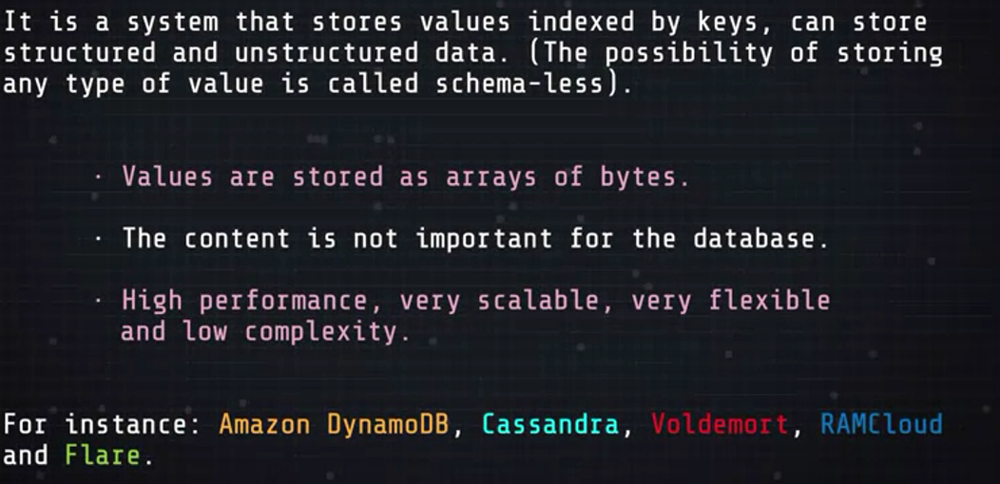 It is a system that stores values indexed by keys, can store
structured and unstructured data. (The possibility of storing
any type of value is called schema-less).
· Values are stored as arrays of bytes.
· The content is not important for the database.
· High performance, very scalable, very flexible
and low complexity.
For instance: Amazon DynamoDB, Cassandra, Voldemort, RAMCloud
and Flare.